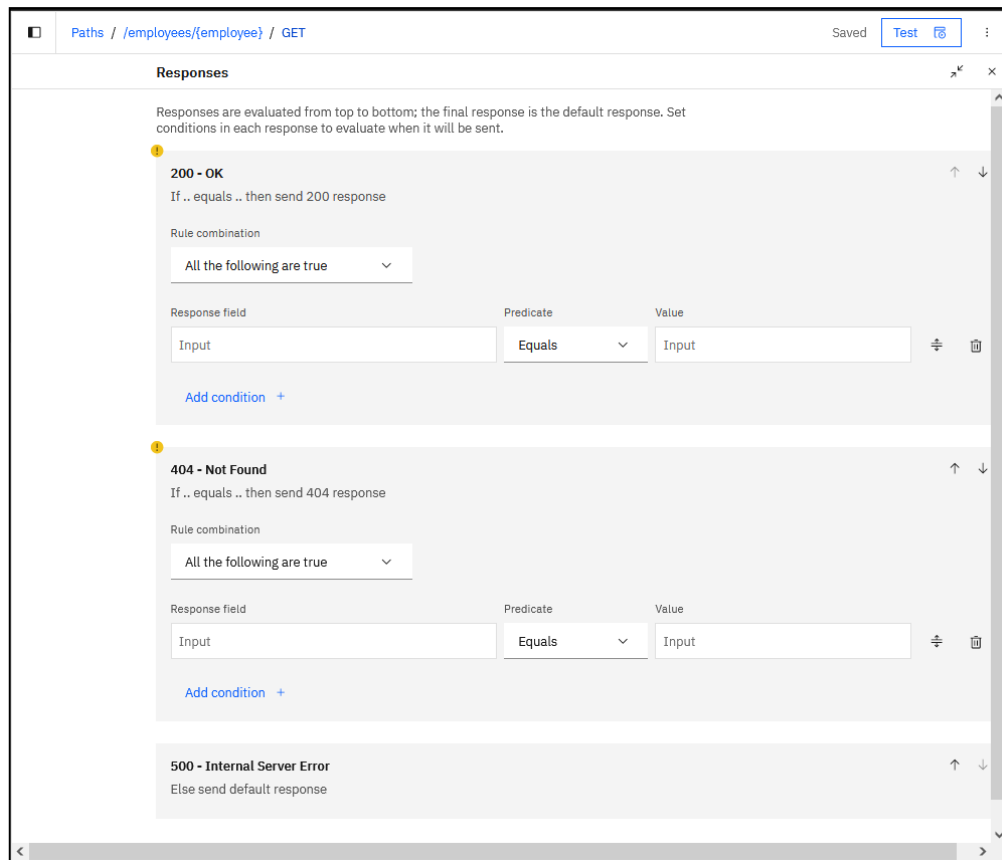 Paths / /employees/{employee} / GET Saved Test
Responses
Responses are evaluated from top to bottom; the final response is the default response. Set
conditions in each response to evaluate when it will be sent.
200 - OK
If .. equals .. then send 200 response
Rule combination
All the following are true
Response field Predicate Value
Input Equals Input
Add condition +
404 - Not Found
If .. equals .. then send 404 response
Rule combination
All the following are true
Response field Predicate Value
Input Equals Input
Add condition +
500 - Internal Server Error
Else send default response